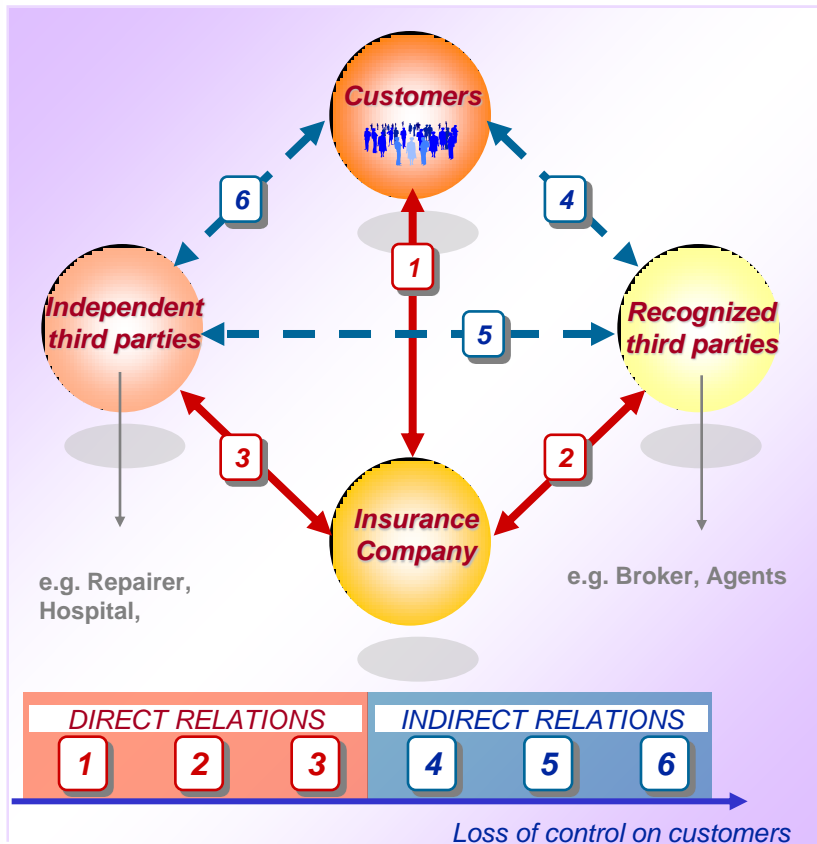 Customers
6
4
1
Independent
third parties
Recognized
third parties
5
3
2
Insurance
Company
e.g. Repairer,
Hospital,
e.g. Broker, Agents
DIRECT RELATIONS
INDIRECT RELATIONS
1 2 3 4 5 6
Loss of control on customers